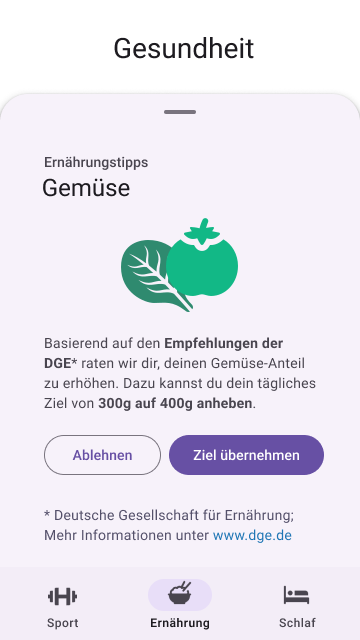 Gesundheit
Ernährungstipps
Gemüse
Basierend auf den Empfehlungen der
DGE* raten wir dir, deinen Gemüse-Anteil
zu erhöhen. Dazu kannst du dein tägliches
Ziel von 300g auf 400g anheben.
Ablehnen
Ziel übernehmen
* Deutsche Gesellschaft für Ernährung;
Mehr Informationen unter www.dge.de
Sport
Ernährung
Schlaf